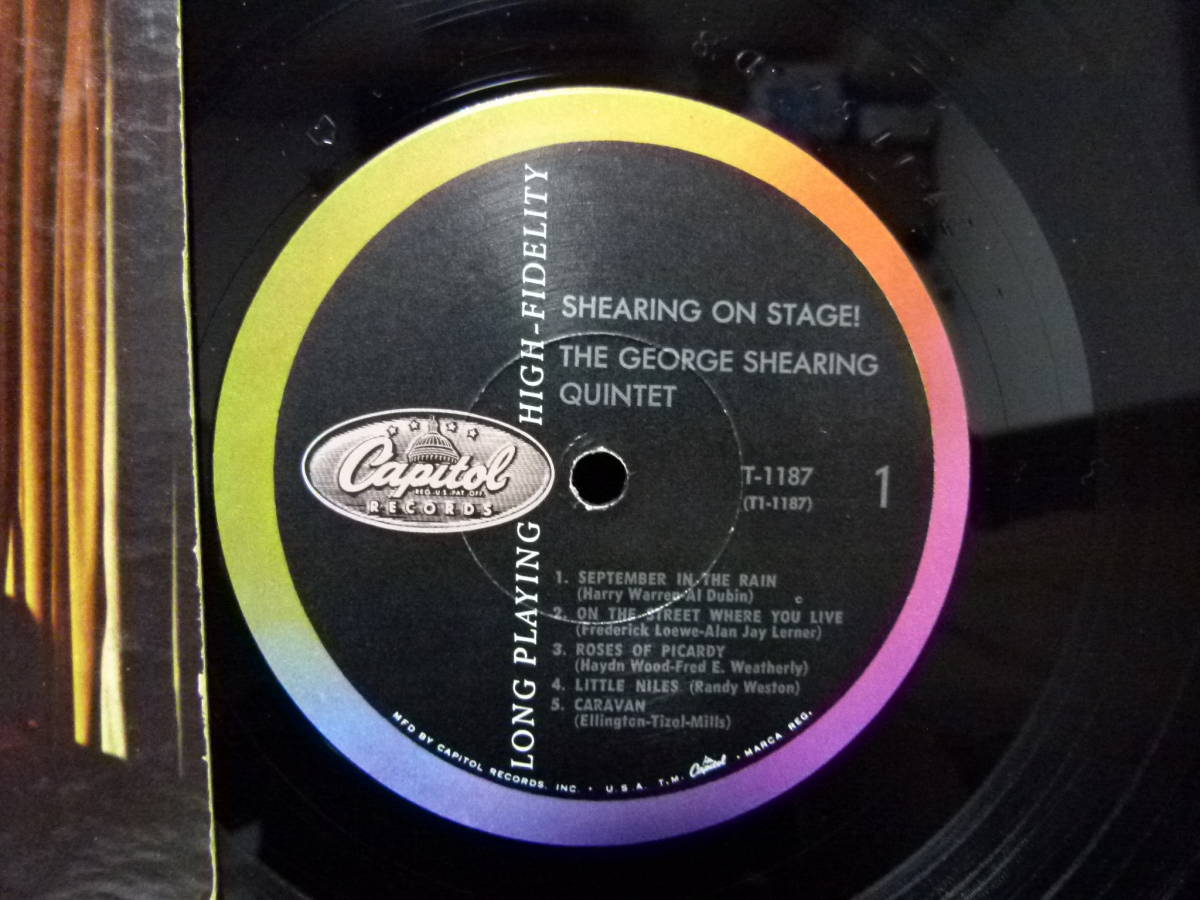 LONG PLAYING HIGH-FIDELITY
SHEARING ON STAGE!
THE GEORGE SHEARING
QUINTET
Capitol
REG. U.S. PAT. OFF.
RECORDS
T-1187
(T1-1187)
1
1. SEPTEMBER IN THE RAIN
(Harry Warren-Al Dubin)
2. ON THE STREET WHERE YOU LIVE
(Frederick Loewe-Alan Jay Lerner)
3. ROSES OF PICARDY
(Haydn Wood-Fred E. Weatherly)
4. LITTLE NILES (Randy Weston)
5. CARAVAN
(Ellington-Tizol-Mills)
MFD BY CAPITOL RECORDS, INC. • U.S.A. T.M. Capitol • MARCA REG.